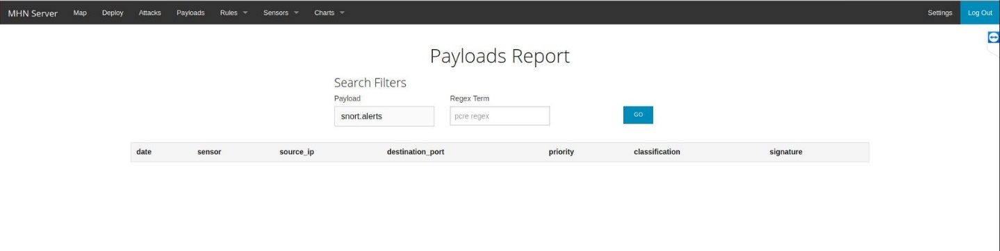 MHN Server Map Deploy Attacks Payloads Rules Sensors Charts Settings Log Out
Payloads Report
Search Filters
Payload Regex Term
snort.alerts pcre regex GO
date sensor source_ip destination_port priority classification signature